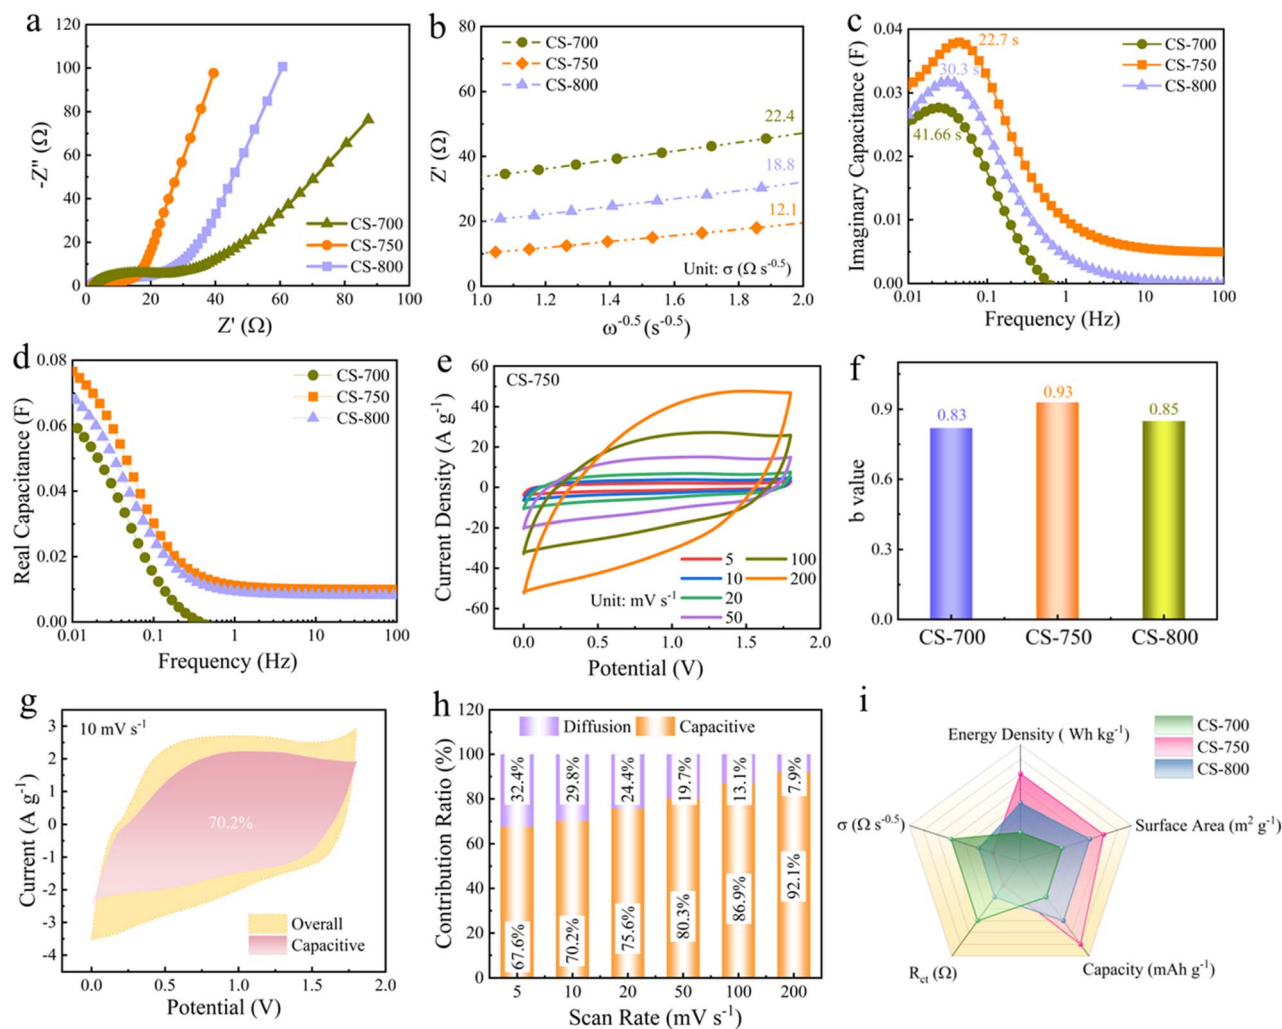 a
120
100
80
60
40
20
0
-Z'' (Ω)
CS-700
CS-750
CS-800
0 20 40 60 80 100
Z' (Ω)
b
80
60
40
20
0
Z' (Ω)
CS-700
CS-750
CS-800
22.4
18.8
12.1
Unit: σ (Ω s-0.5)
1.0 1.2 1.4 1.6 1.8 2.0
ω-0.5 (s-0.5)
c
0.04
0.03
0.02
0.01
0.00
Imaginary Capacitance (F)
22.7 s
30.3 s
41.66 s
CS-700
CS-750
CS-800
0.01 0.1 1 10 100
Frequency (Hz)
d
0.08
0.06
0.04
0.02
0.00
Real Capacitance (F)
CS-700
CS-750
CS-800
0.01 0.1 1 10 100
Frequency (Hz)
e
60
40
20
0
-20
-40
-60
Current Density (A g-1)
CS-750
5 100
10 200
Unit: mV s-1
20
50
0.0 0.5 1.0 1.5 2.0
Potential (V)
f
0.9
0.6
0.3
0.0
b value
0.83
0.93
0.85
CS-700 CS-750 CS-800
g
10 mV s-1
3
2
1
0
-1
-2
-3
-4
Current (A g-1)
70.2%
Overall
Capacitive
0.0 0.5 1.0 1.5 2.0
Potential (V)
h
Diffusion Capacitive
100
80
60
40
20
0
Contribution Ratio (%)
32.4% 29.8% 24.4% 19.7% 13.1% 7.9%
67.6% 70.2% 75.6% 80.3% 86.9% 92.1%
5 10 20 50 100 200
Scan Rate (mV s-1)
i
CS-700
CS-750
CS-800
Energy Density ( Wh kg-1)
σ (Ω s-0.5)
Surface Area (m2 g-1)
Rct (Ω)
Capacity (mAh g-1)